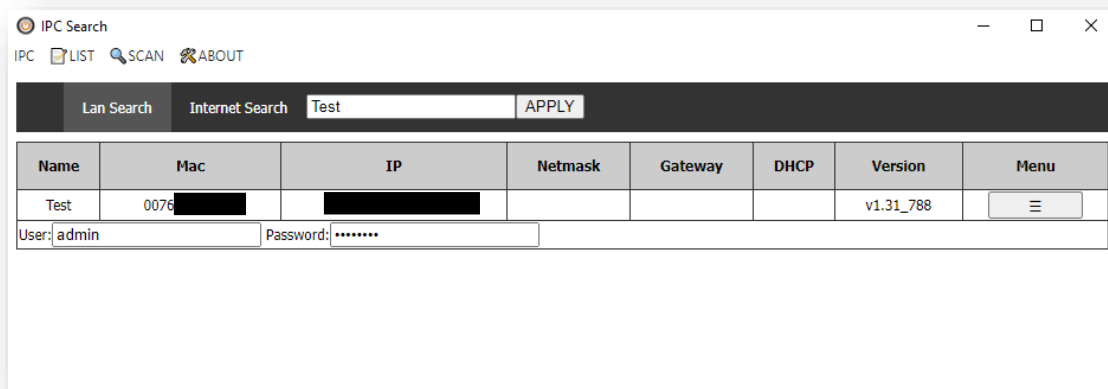 IPC Search
IPC LIST SCAN ABOUT
Lan Search Internet Search Test APPLY
Name Mac IP Netmask Gateway DHCP Version Menu
Test 0076 v1.31_788 ☰
User: admin Password: ••••••••